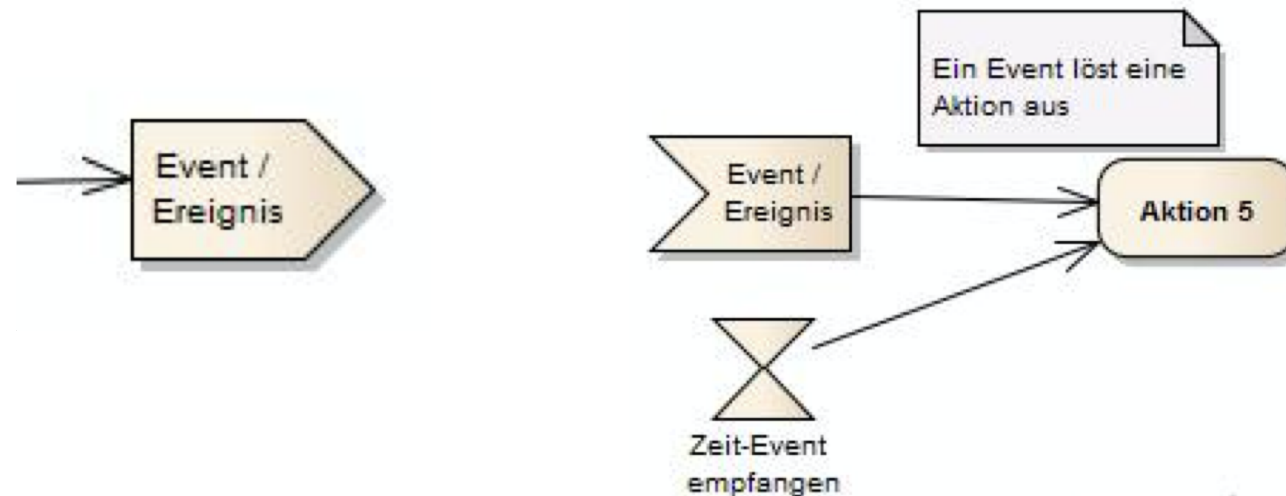 Event /
Ereignis
Ein Event löst eine
Aktion aus
Event /
Ereignis
Aktion 5
Zeit-Event
empfangen